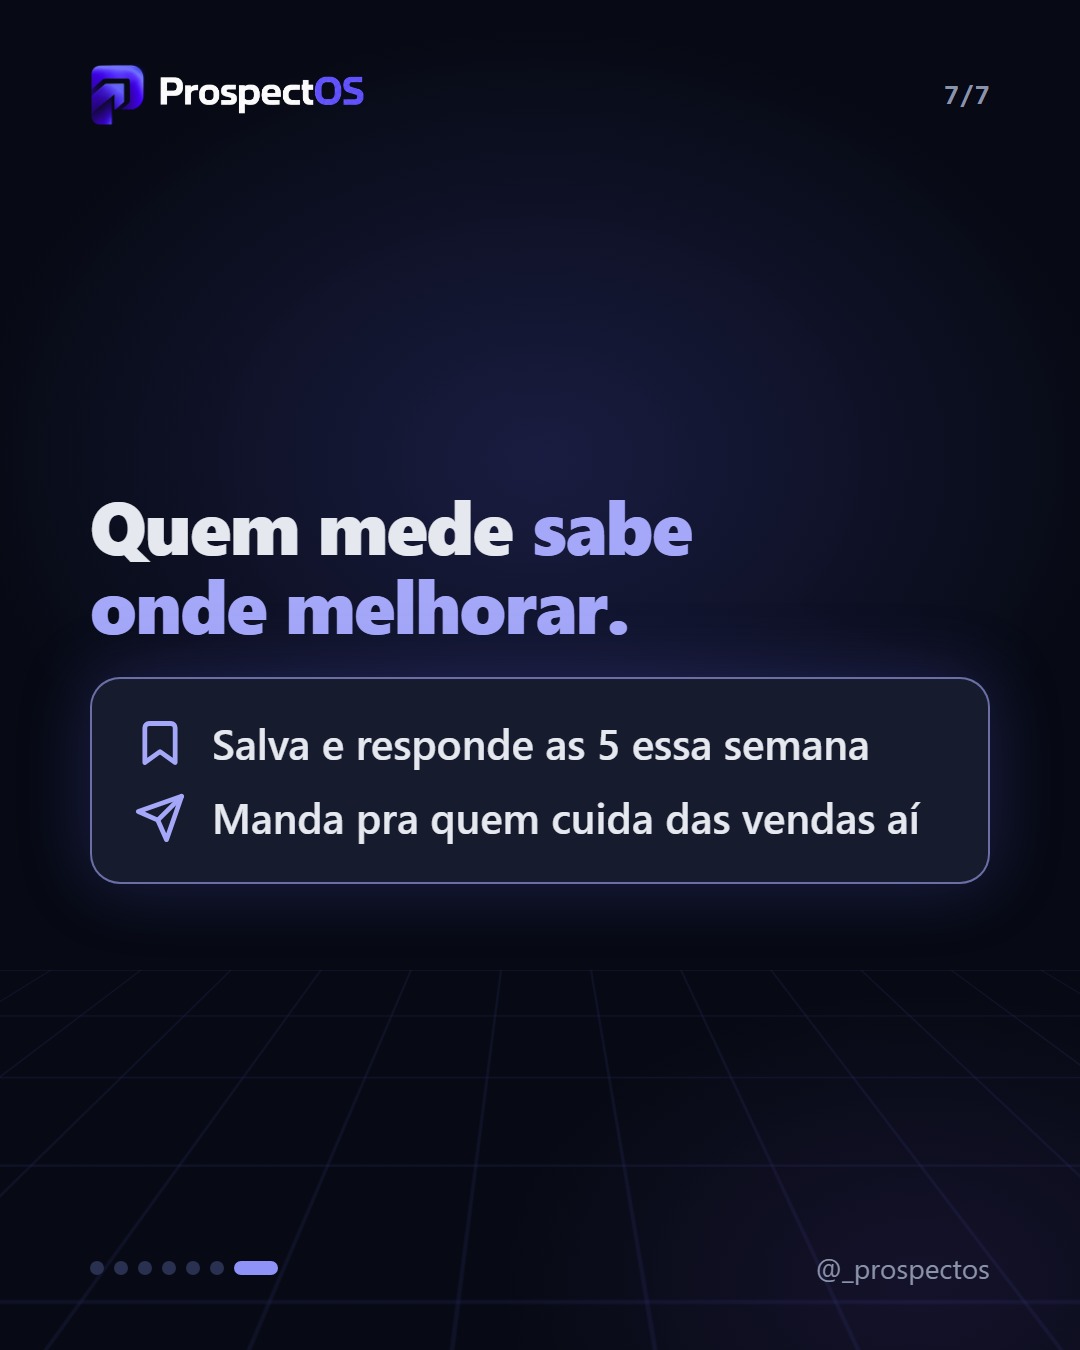 ProspectOS
7/7
Quem mede sabe
onde melhorar.
Salva e responde as 5 essa semana
Manda pra quem cuida das vendas aí
@_prospectos